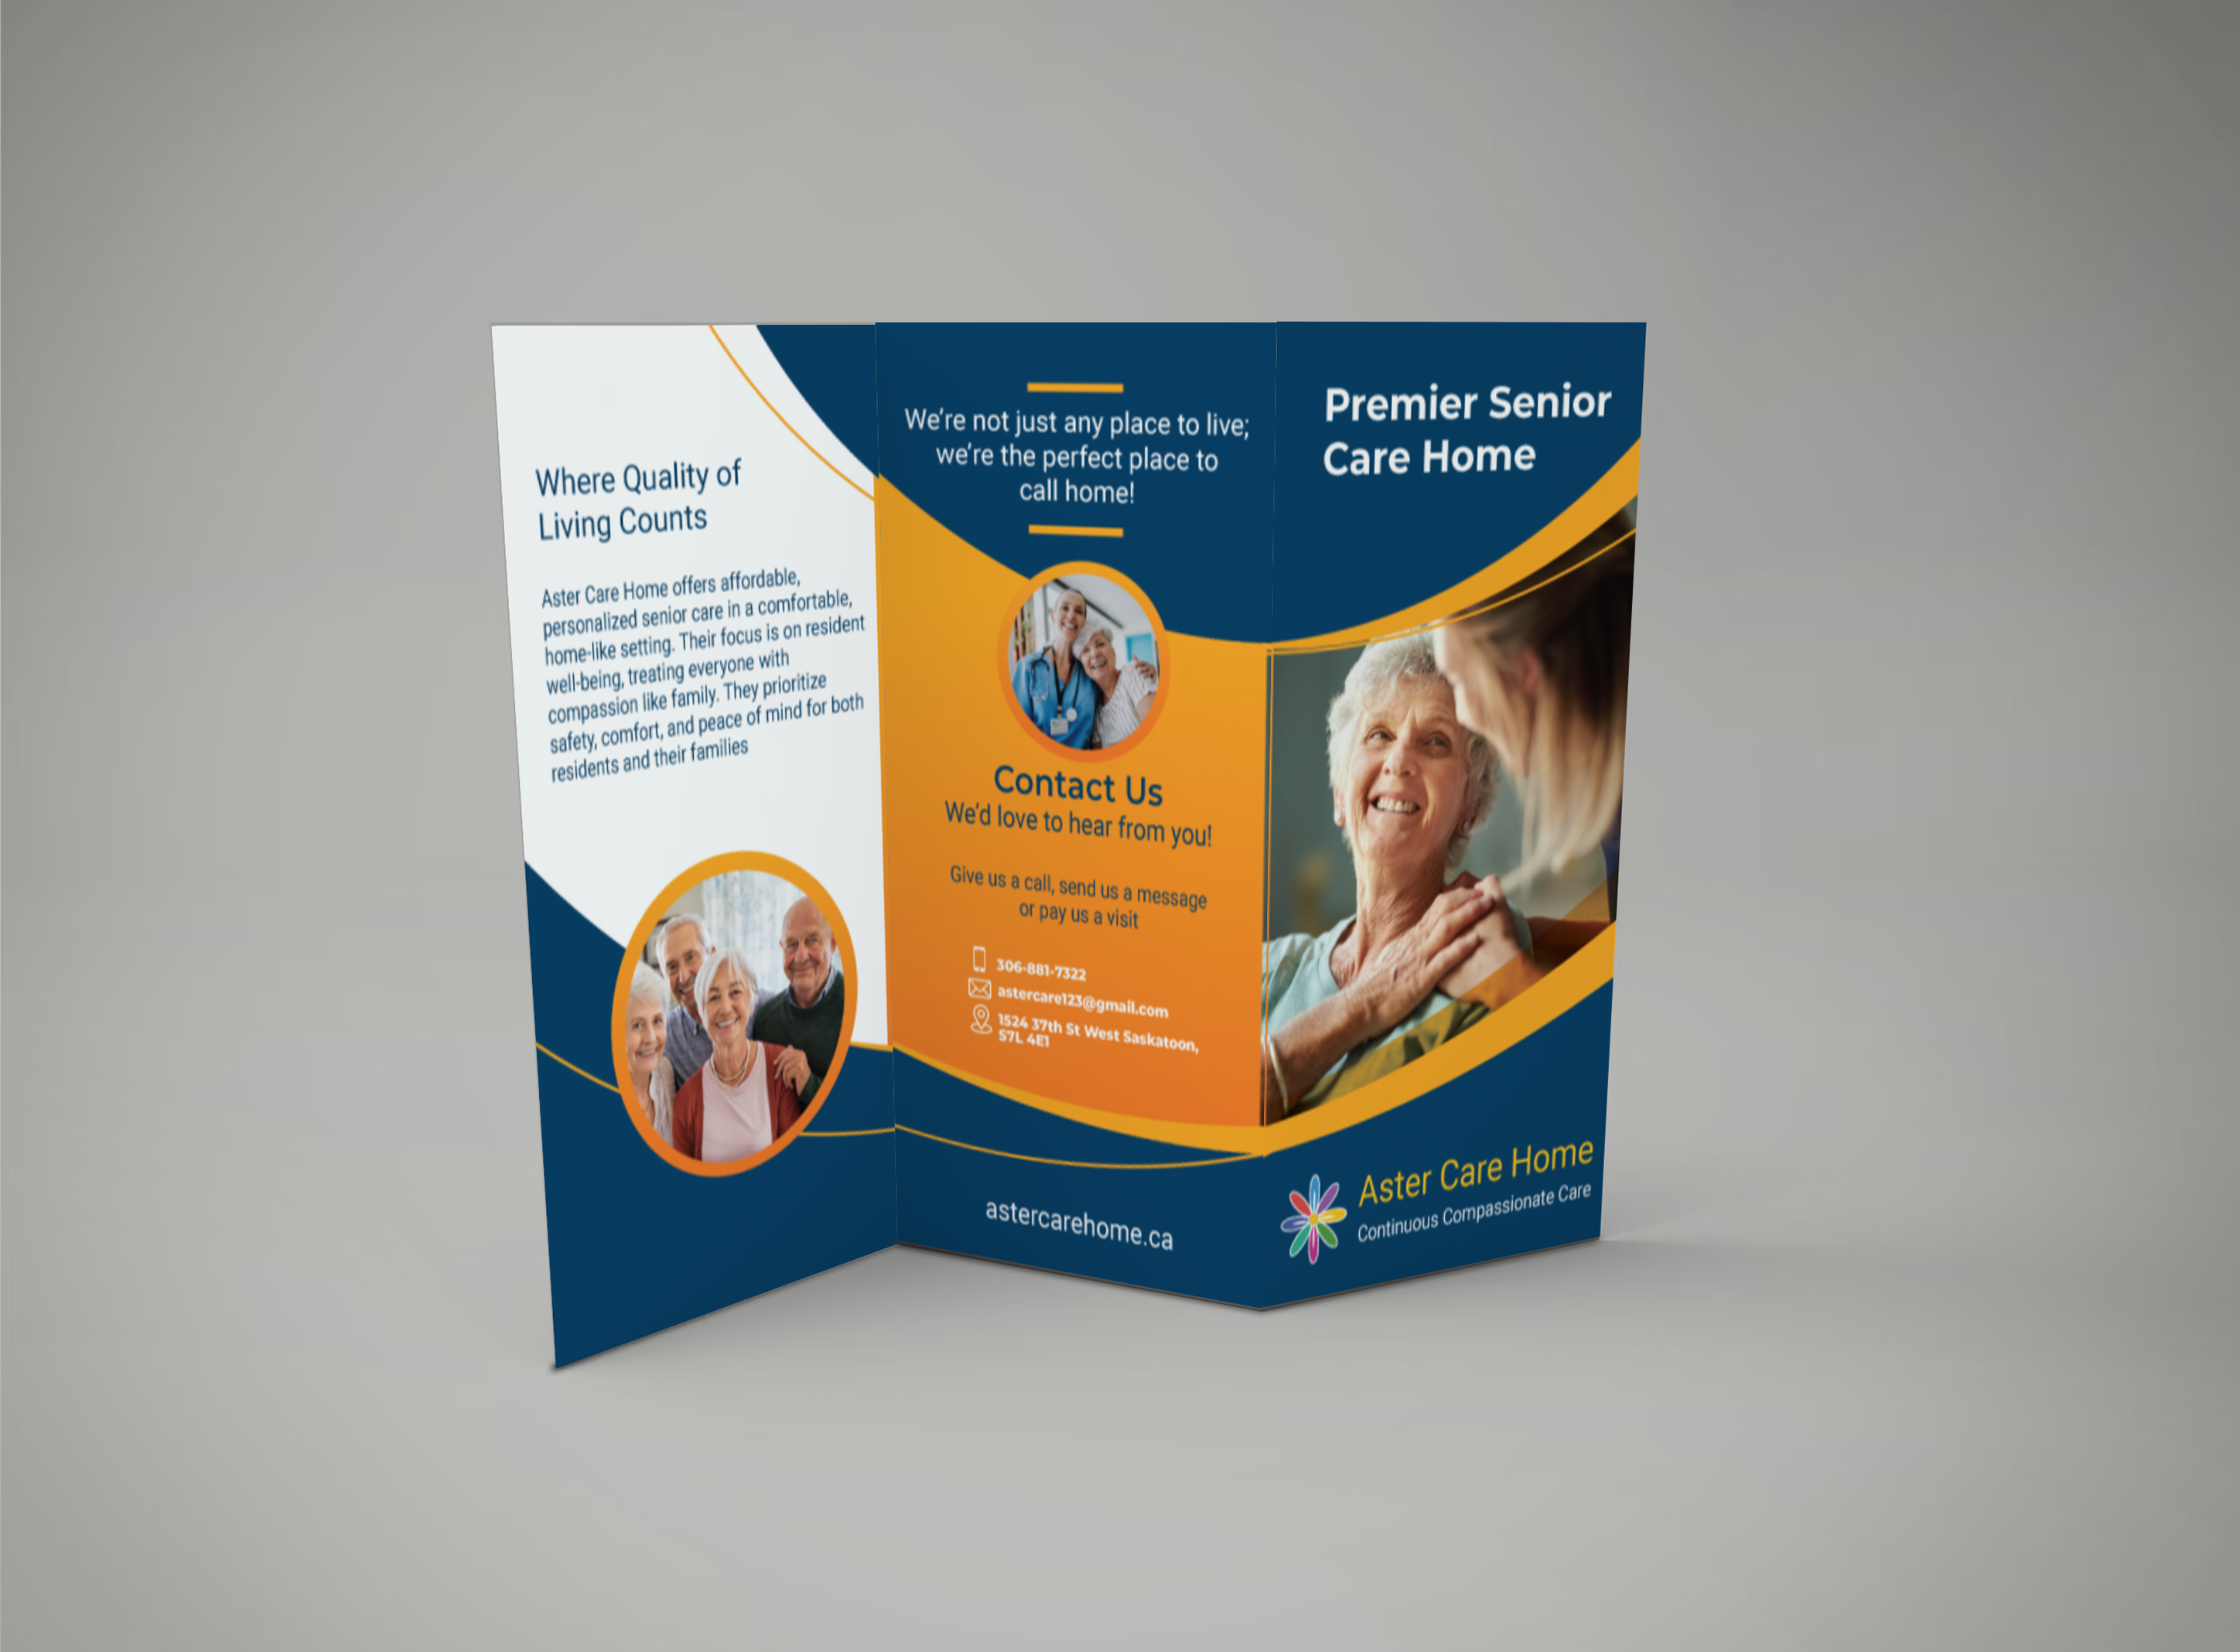 Where Quality of
Living Counts
Aster Care Home offers affordable,
personalized senior care in a comfortable,
home-like setting. Their focus is on resident
well-being, treating everyone with
compassion like family. They prioritize
safety, comfort, and peace of mind for both
residents and their families
We're not just any place to live;
we're the perfect place to
call home!
Contact Us
We'd love to hear from you!
Give us a call, send us a message
or pay us a visit
306-881-7322
astercare123@gmail.com
1524 37th St West Saskatoon,
S7L 4E1
astercarehome.ca
Premier Senior
Care Home
Aster Care Home
Continuous Compassionate Care